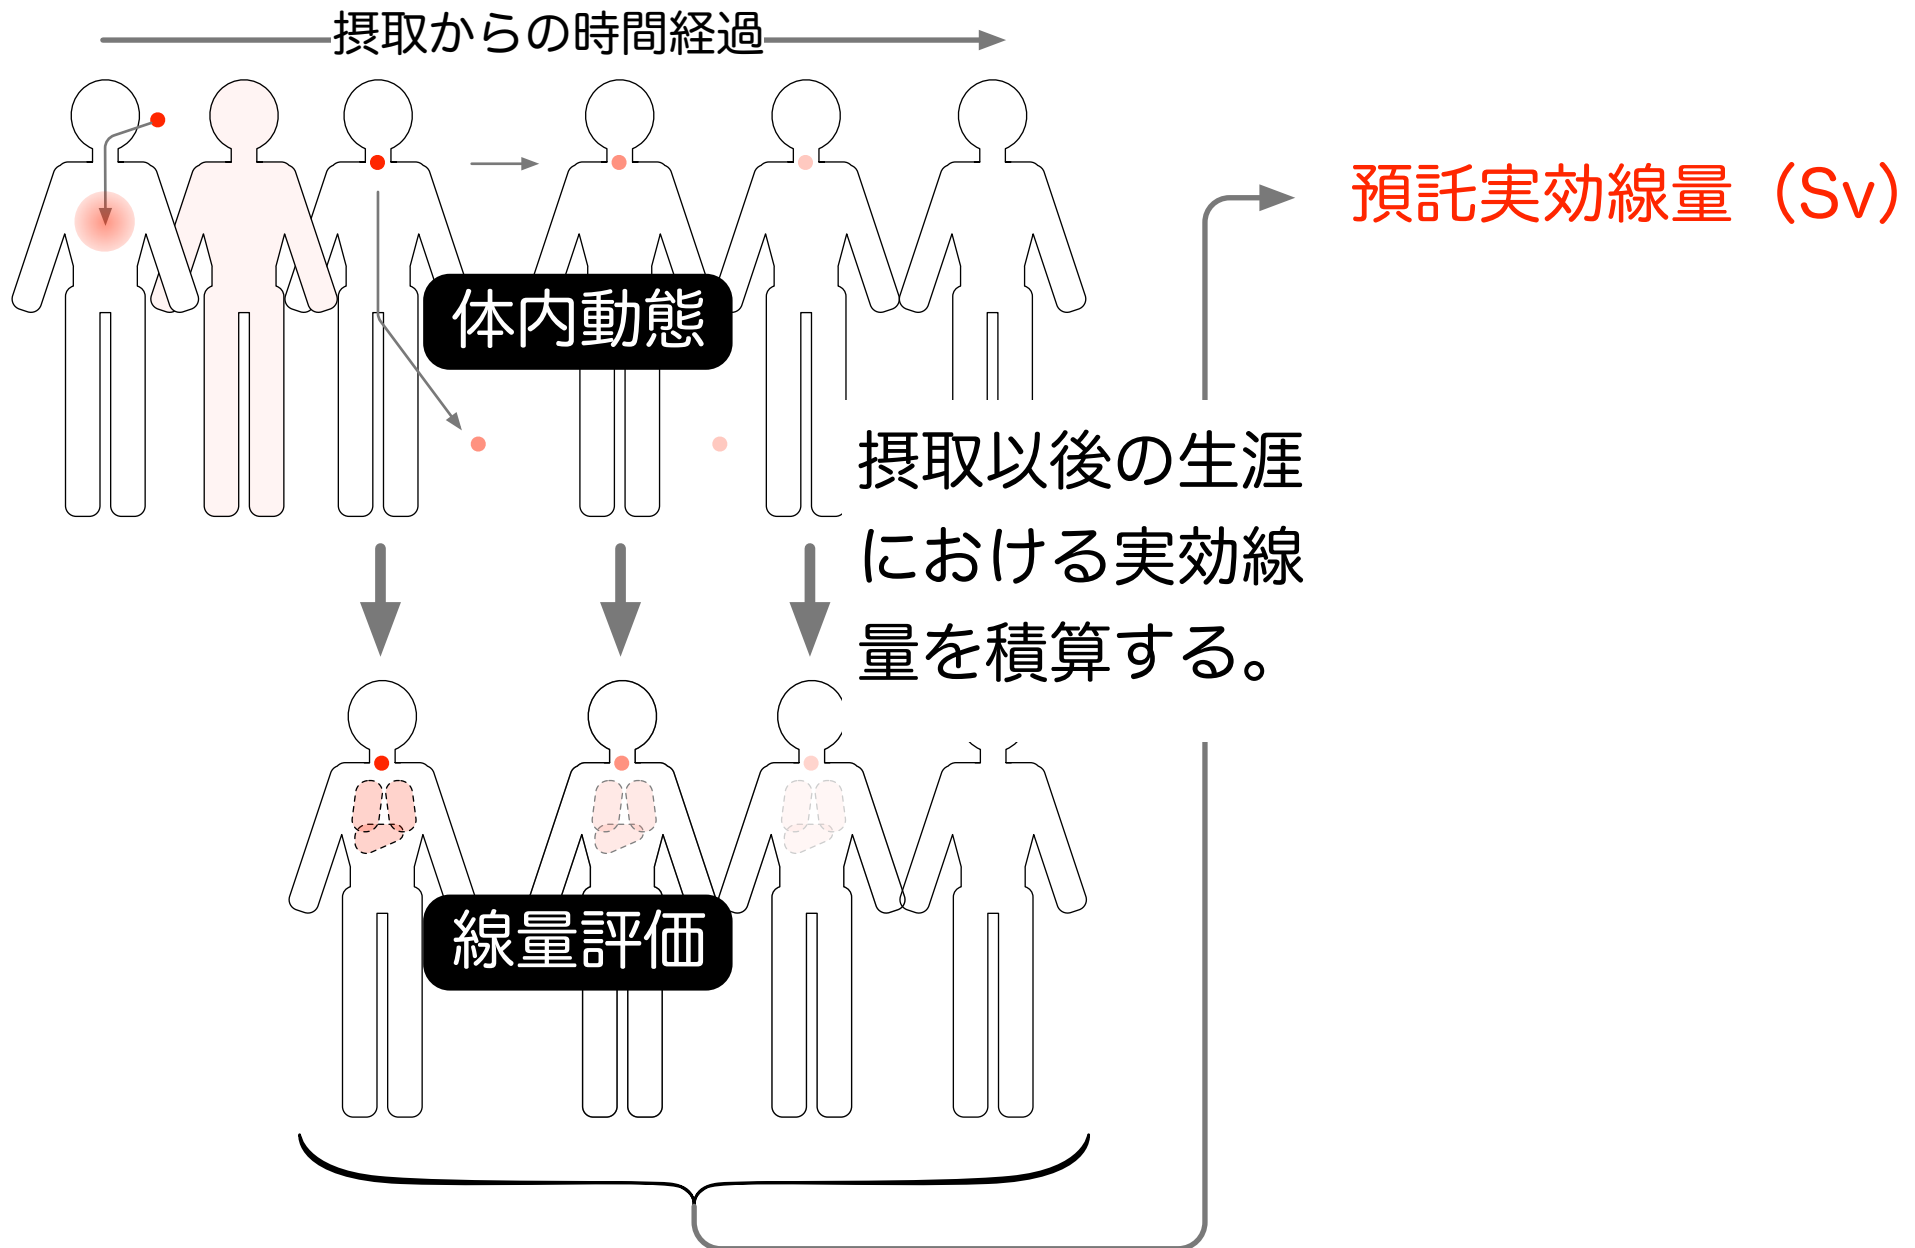 摂取からの時間経過
預託実効線量（Sv）
体内動態
摂取以後の生涯
における実効線
量を積算する。
線量評価